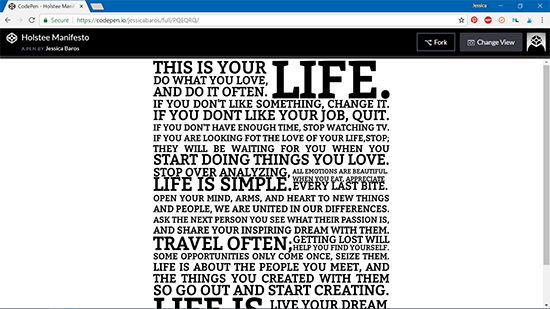 CodePen - Holstee Manife
Jessica
Secure
https://codepen.io/jessicabaros/full/PQEQRQ/
Holstee Manifesto
A PEN BY Jessica Baros
Fork
Change View
THIS IS YOUR LIFE.
DO WHAT YOU LOVE,
AND DO IT OFTEN.
IF YOU DON'T LIKE SOMETHING, CHANGE IT.
IF YOU DONT LIKE YOUR JOB, QUIT.
IF YOU DON'T HAVE ENOUGH TIME, STOP WATCHING TV.
IF YOU ARE LOOKING FOT THE LOVE OF YOUR LIFE,STOP;
THEY WILL BE WAITING FOR YOU WHEN YOU
START DOING THINGS YOU LOVE.
STOP OVER ANALYZING,
ALL EMOTIONS ARE BEAUTIFUL.
WHEN YOU EAT, APPRECIATE
LIFE IS SIMPLE.
EVERY LAST BITE.
OPEN YOUR MIND, ARMS, AND HEART TO NEW THINGS
AND PEOPLE, WE ARE UNITED IN OUR DIFFERENCES.
ASK THE NEXT PERSON YOU SEE WHAT THEIR PASSION IS,
AND SHARE YOUR INSPIRING DREAM WITH THEM.
TRAVEL OFTEN;
GETTING LOST WILL
HELP YOU FIND YOURSELF.
SOME OPPORTUNITIES ONLY COME ONCE, SEIZE THEM.
LIFE IS ABOUT THE PEOPLE YOU MEET, AND
THE THINGS YOU CREATED WITH THEM
SO GO OUT AND START CREATING.
LIFE IS
LIVE YOUR DREAM